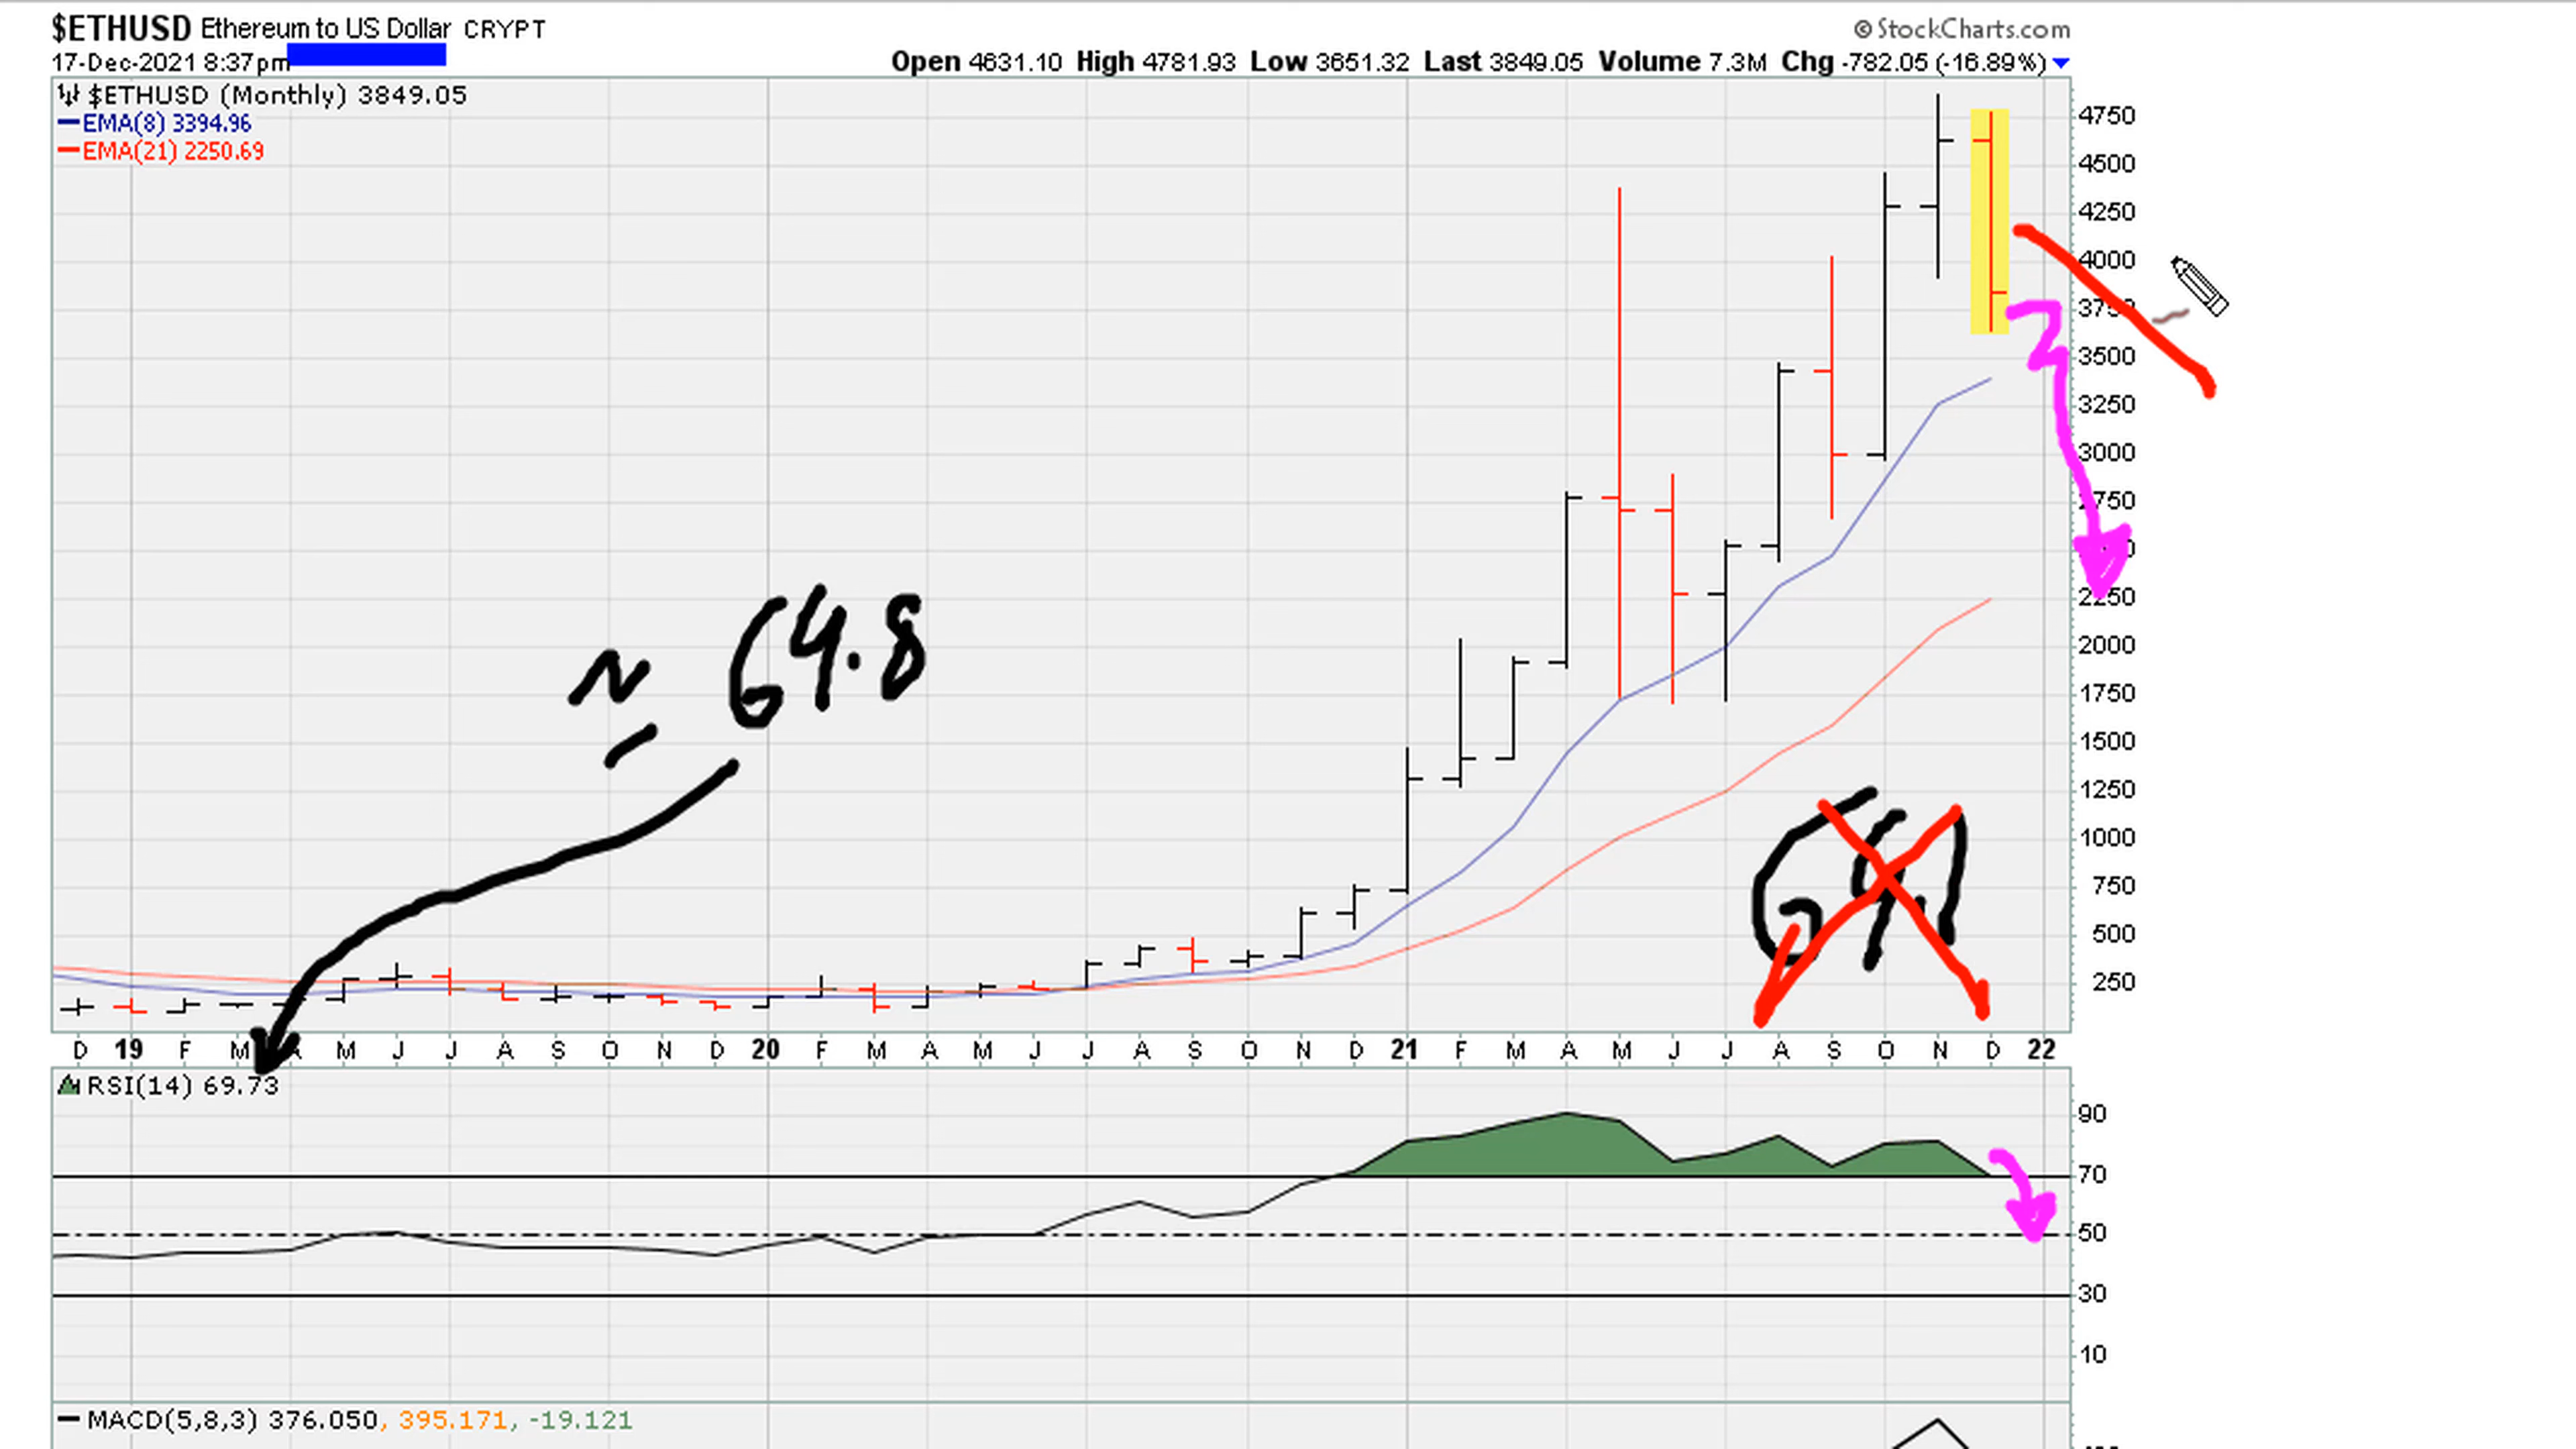 $ETHUSD Ethereum to US Dollar CRYPT
© StockCharts.com
17-Dec-2021 8:37pm
Open 4631.10 High 4781.93 Low 3651.32 Last 3849.05 Volume 7.3M Chg -782.05 (-16.89%)
$ETHUSD (Monthly) 3849.05
EMA(8) 3394.96
EMA(21) 2250.69
4750
4500
4250
4000
3500
3250
3000
2750
2250
2000
1750
1500
1250
1000
750
500
250
~ 64.8
D 19 F M A M J J A S O N D 20 F M A M J J A S O N D 21 F M A M J J A S O N D 22
RSI(14) 69.73
90
70
50
30
10
MACD(5,8,3) 376.050, 395.171, -19.121